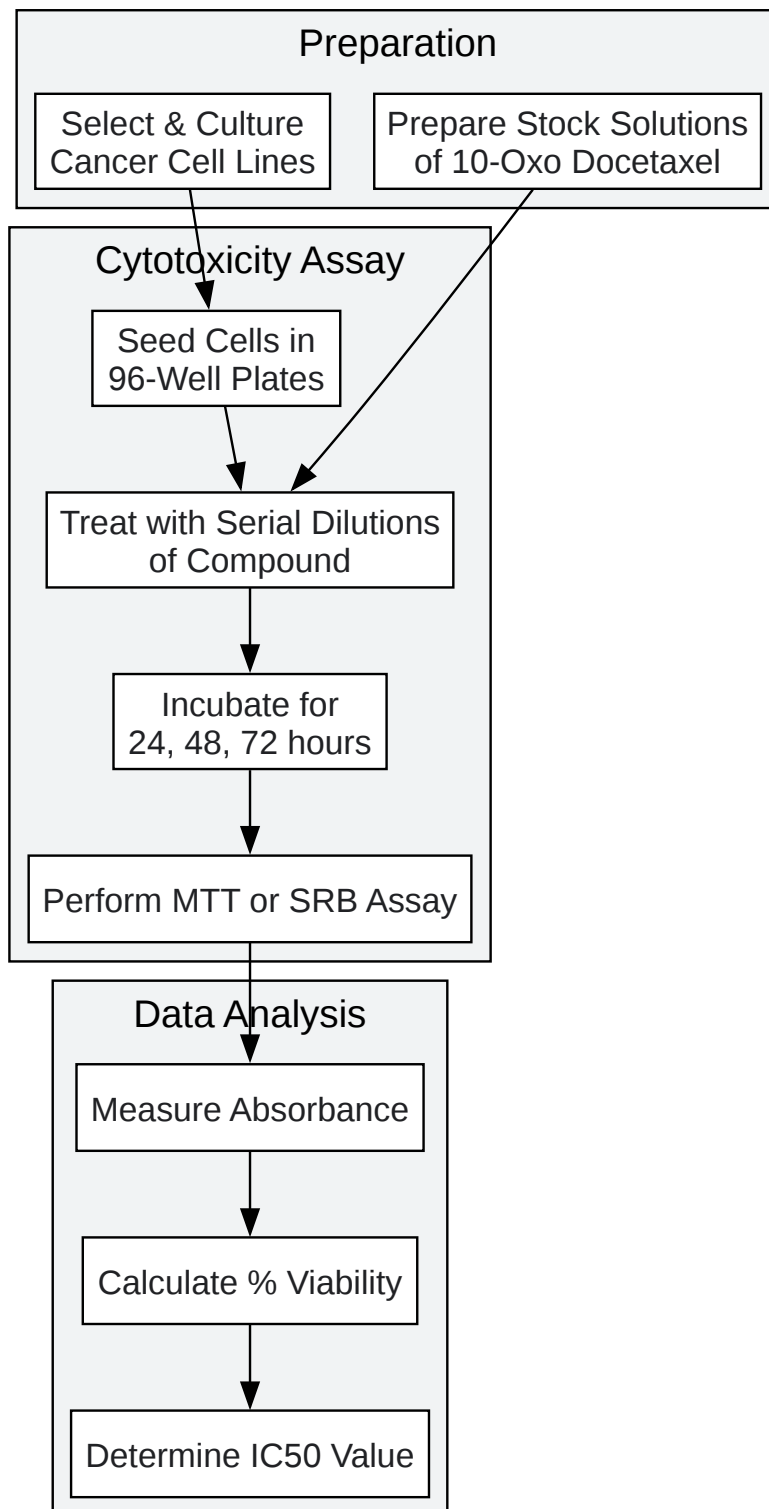 Preparation
Select & Culture
Cancer Cell Lines
Prepare Stock Solutions
of 10-Oxo Docetaxel
Cytotoxicity Assay
Seed Cells in
96-Well Plates
Treat with Serial Dilutions
of Compound
Incubate for
24, 48, 72 hours
Perform MTT or SRB Assay
Data Analysis
Measure Absorbance
Calculate % Viability
Determine IC50 Value